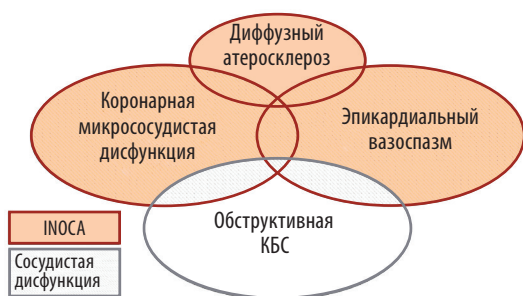 Диффузный
атеросклероз
Коронарная
микрососудистая
дисфункция
Эпикардиальный
вазоспазм
Обструктивная
КБС
INOCA
Сосудистая
дисфункция